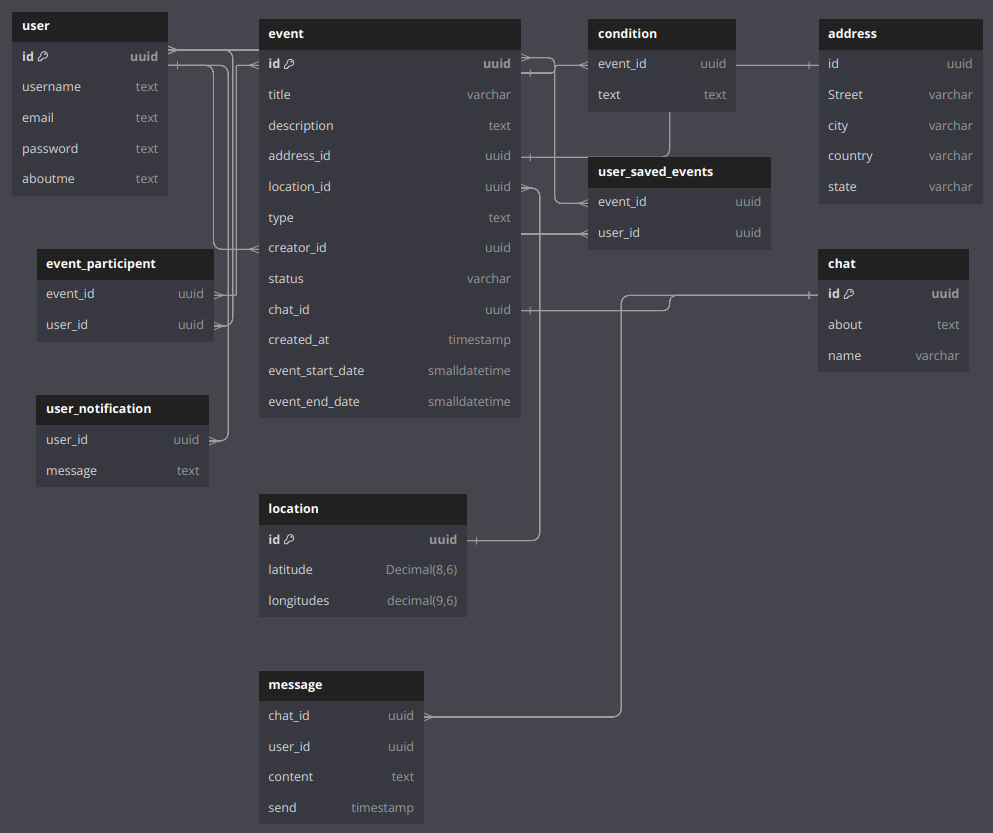 user
id uuid
username text
email text
password text
aboutme text
event
id uuid
title varchar
description text
address_id uuid
location_id uuid
type text
creator_id uuid
status varchar
chat_id uuid
created_at timestamp
event_start_date smalldatetime
event_end_date smalldatetime
condition
event_id uuid
text text
address
id uuid
Street varchar
city varchar
country varchar
state varchar
user_saved_events
event_id uuid
user_id uuid
event_participent
event_id uuid
user_id uuid
chat
id uuid
about text
name varchar
user_notification
user_id uuid
message text
location
id uuid
latitude Decimal(8,6)
longitudes decimal(9,6)
message
chat_id uuid
user_id uuid
content text
send timestamp